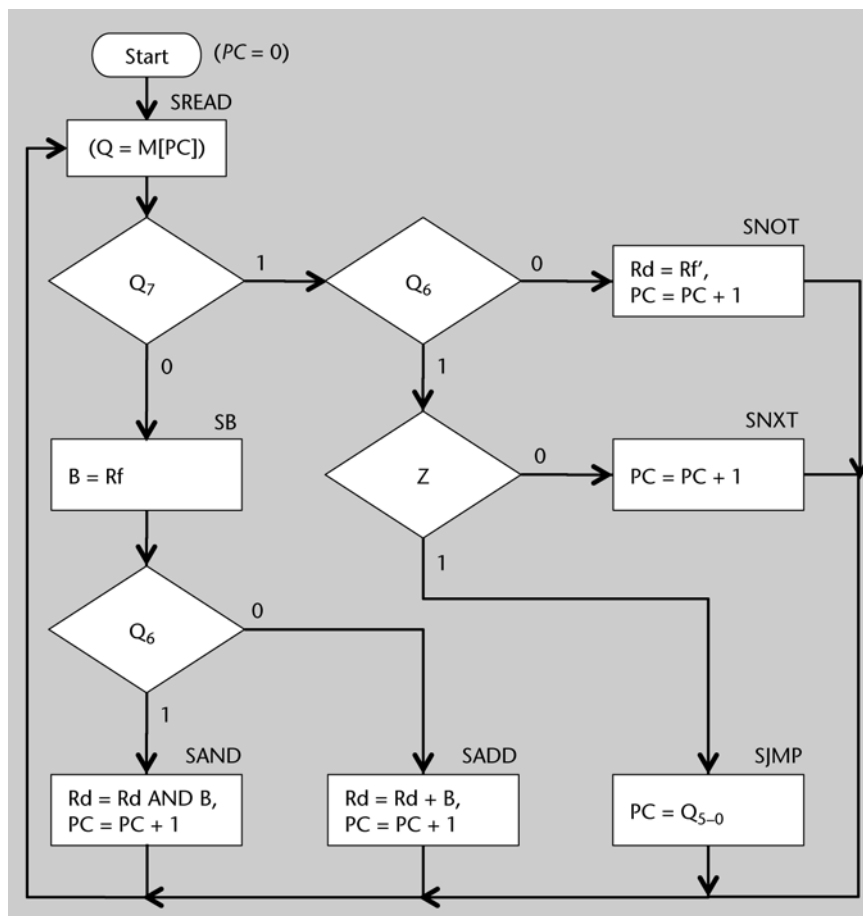 Start
(PC = 0)
SREAD
(Q = M[PC])
Q₇
1
0
Q₆
0
1
SNOT
Rd = Rf’,
PC = PC + 1
SB
B = Rf
Z
0
1
SNXT
PC = PC + 1
Q₆
0
1
SAND
Rd = Rd AND B,
PC = PC + 1
SADD
Rd = Rd + B,
PC = PC + 1
SJMP
PC = Q₅₋₀